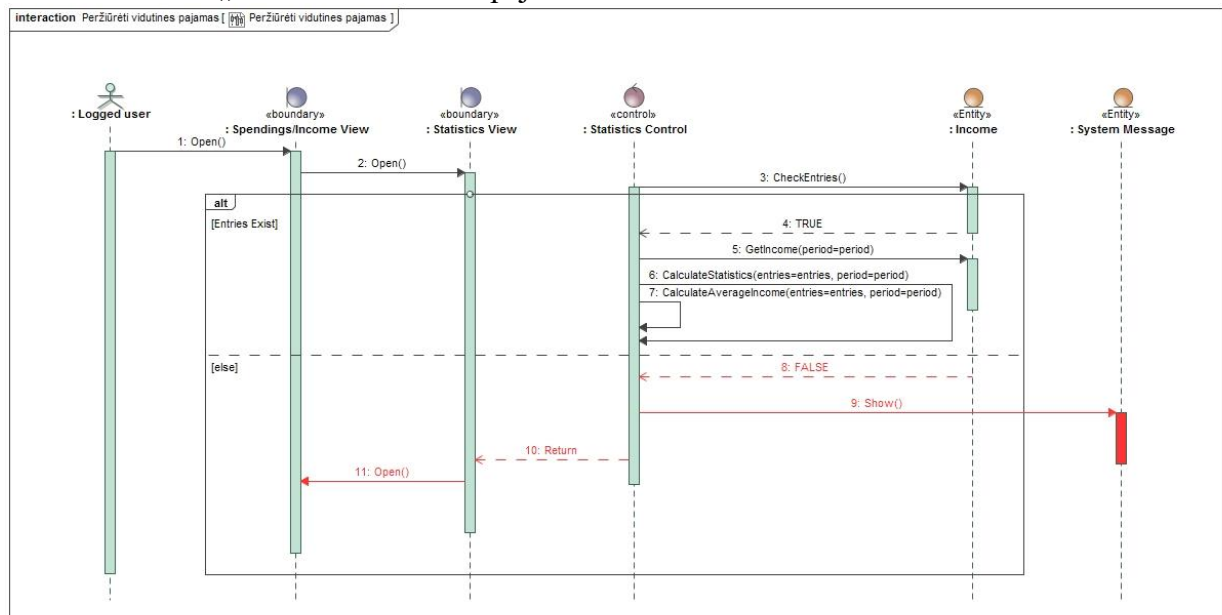 interaction Peržiūrėti vidutines pajamas [ Peržiūrėti vidutines pajamas ]
: Logged user
«boundary»
: Spendings/Income View
«boundary»
: Statistics View
«control»
: Statistics Control
«Entity»
: Income
«Entity»
: System Message
1: Open()
2: Open()
3: CheckEntries()
alt
[Entries Exist]
4: TRUE
5: GetIncome(period=period)
6: CalculateStatistics(entries=entries, period=period)
7: CalculateAverageIncome(entries=entries, period=period)
[else]
8: FALSE
9: Show()
10: Return
11: Open()